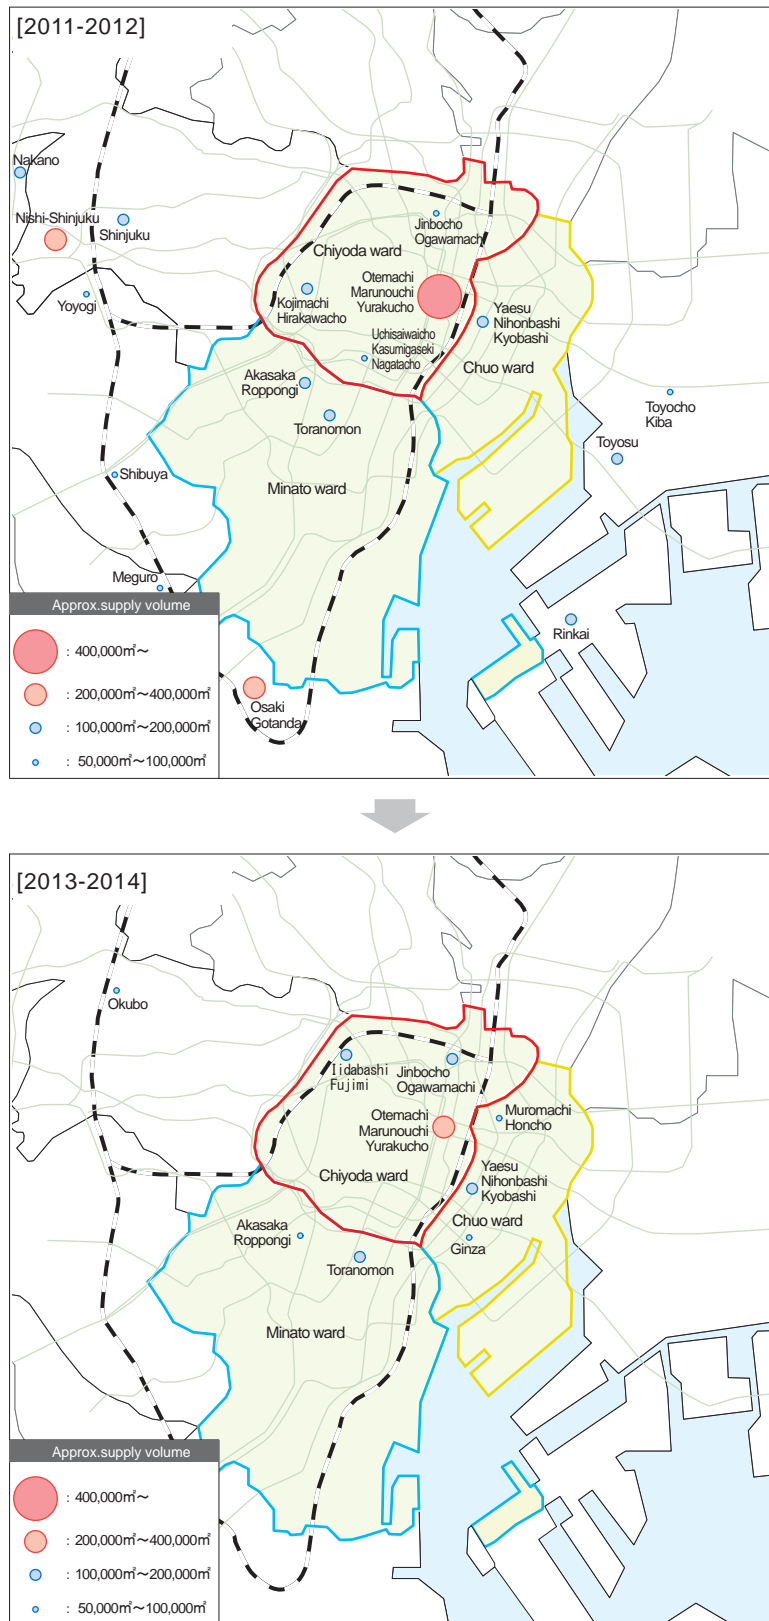 [2011-2012]
Nakano
Nishi-Shinjuku
Shinjuku
Yoyogi
Jinbocho
Ogawamach
Chiyoda ward
Otemachi
Marunouchi
Yurakucho
Kojimachi
Hirakawacho
Yaesu
Nihonbashi
Kyobashi
Uchisaiwaicho
Kasumigaseki
Nagatacho
Chuo ward
Akasaka
Roppongi
Toranomon
Toyocho
Kiba
Toyosu
Shibuya
Minato ward
Meguro
Rinkai
Osaki
Gotanda
Approx.supply volume
: 400,000㎡～
: 200,000㎡～400,000㎡
: 100,000㎡～200,000㎡
: 50,000㎡～100,000㎡
[2013-2014]
Okubo
Iidabashi
Fujimi
Jinbocho
Ogawamachi
Otemachi
Marunouchi
Yurakucho
Muromachi
Honcho
Chiyoda ward
Yaesu
Nihonbashi
Kyobashi
Chuo ward
Ginza
Akasaka
Roppongi
Toranomon
Minato ward
Approx.supply volume
: 400,000㎡～
: 200,000㎡～400,000㎡
: 100,000㎡～200,000㎡
: 50,000㎡～100,000㎡